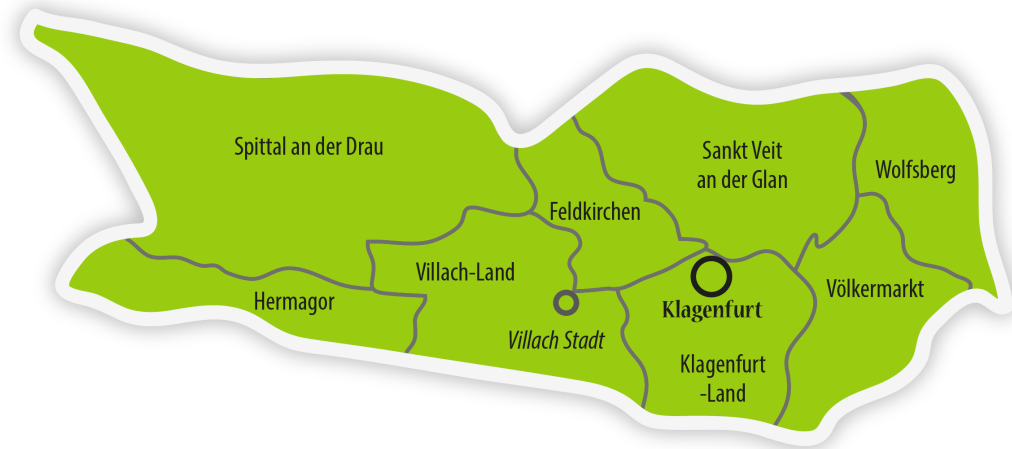 Spittal an der Drau
Sankt Veit
an der Glan
Wolfsberg
Feldkirchen
Villach-Land
Hermagor
Völkermarkt
Klagenfurt
Villach Stadt
Klagenfurt
-Land